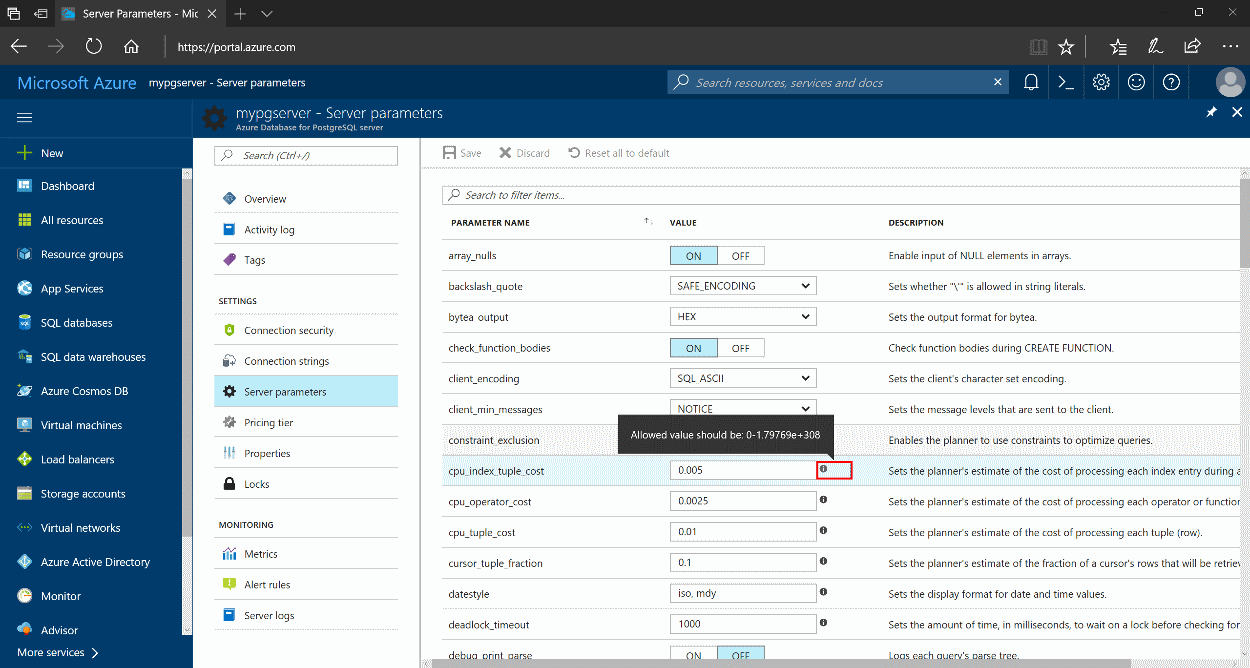 Server Parameters - Mic
https://portal.azure.com
Microsoft Azure mypgserver - Server parameters
Search resources, services and docs
mypgserver - Server parameters
Azure Database for PostgreSQL server
New
Dashboard
All resources
Resource groups
App Services
SQL databases
SQL data warehouses
Azure Cosmos DB
Virtual machines
Load balancers
Storage accounts
Virtual networks
Azure Active Directory
Monitor
Advisor
More services
Search (Ctrl+/)
Overview
Activity log
Tags
SETTINGS
Connection security
Connection strings
Server parameters
Pricing tier
Properties
Locks
MONITORING
Metrics
Alert rules
Server logs
Save Discard Reset all to default
Search to filter items...
PARAMETER NAME VALUE DESCRIPTION
array_nulls ON OFF Enable input of NULL elements in arrays.
backslash_quote SAFE_ENCODING Sets whether "\'" is allowed in string literals.
bytea_output HEX Sets the output format for bytea.
check_function_bodies ON OFF Check function bodies during CREATE FUNCTION.
client_encoding SQL_ASCII Sets the client's character set encoding.
client_min_messages NOTICE Sets the message levels that are sent to the client.
Allowed value should be: 0-1.79769e+308
constraint_exclusion Enables the planner to use constraints to optimize queries.
cpu_index_tuple_cost 0.005 Sets the planner's estimate of the cost of processing each index entry during a
cpu_operator_cost 0.0025 Sets the planner's estimate of the cost of processing each operator or function
cpu_tuple_cost 0.01 Sets the planner's estimate of the cost of processing each tuple (row).
cursor_tuple_fraction 0.1 Sets the planner's estimate of the fraction of a cursor's rows that will be retrie
datestyle iso, mdy Sets the display format for date and time values.
deadlock_timeout 1000 Sets the amount of time, in milliseconds, to wait on a lock before checking for
debug_print_parse ON OFF Logs each query's parse tree.